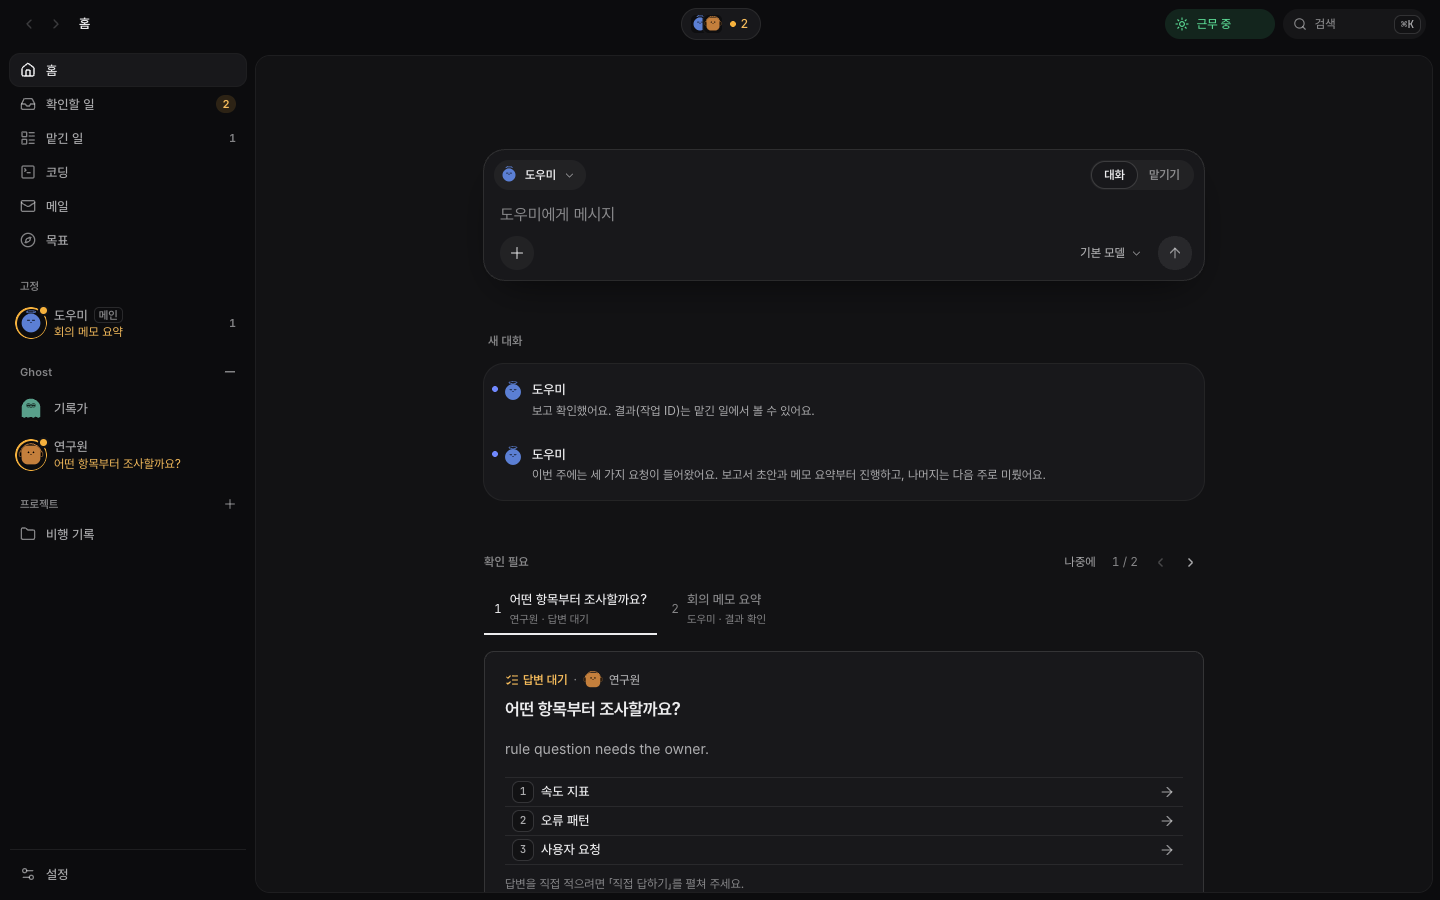 홈
2
근무 중
검색
⌘K
홈
확인할 일
2
맡긴 일
1
코딩
메일
목표
고정
도우미 메인
회의 메모 요약
1
Ghost
기록가
연구원
어떤 항목부터 조사할까요?
프로젝트
비행 기록
설정
도우미
대화
맡기기
도우미에게 메시지
기본 모델
새 대화
도우미
보고 확인했어요. 결과(작업 ID)는 맡긴 일에서 볼 수 있어요.
도우미
이번 주에는 세 가지 요청이 들어왔어요. 보고서 초안과 메모 요약부터 진행하고, 나머지는 다음 주로 미뤘어요.
확인 필요
나중에
1 / 2
1
어떤 항목부터 조사할까요?
연구원 · 답변 대기
2
회의 메모 요약
도우미 · 결과 확인
답변 대기 · 연구원
어떤 항목부터 조사할까요?
rule question needs the owner.
1 속도 지표
2 오류 패턴
3 사용자 요청
답변을 직접 적으려면 「직접 답하기」를 펼쳐 주세요.